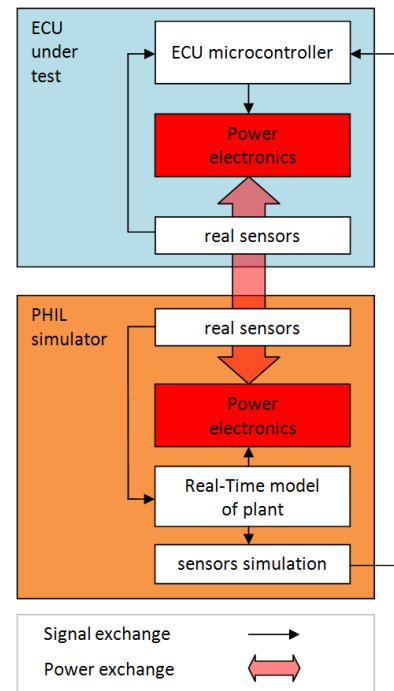 ECU
under
test
ECU microcontroller
Power
electronics
real sensors
PHIL
simulator
real sensors
Power
electronics
Real-Time model
of plant
sensors simulation
Signal exchange
Power exchange